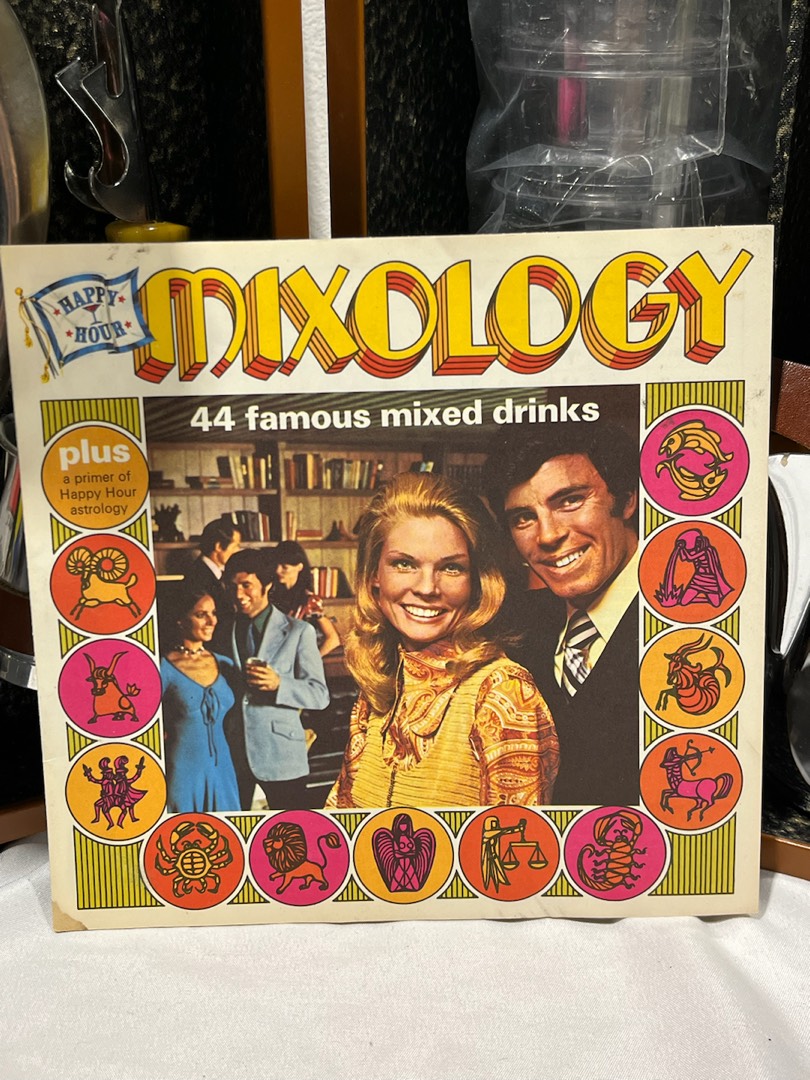 HAPPY
HOUR
MIXOLOGY
44 famous mixed drinks
plus
a primer of
Happy Hour
astrology